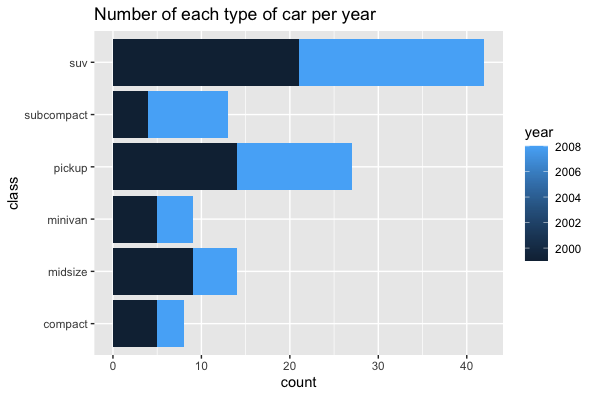 Number of each type of car per year
suv
subcompact
pickup
minivan
midsize
compact
class
0 10 20 30 40
count
year
2008
2006
2004
2002
2000